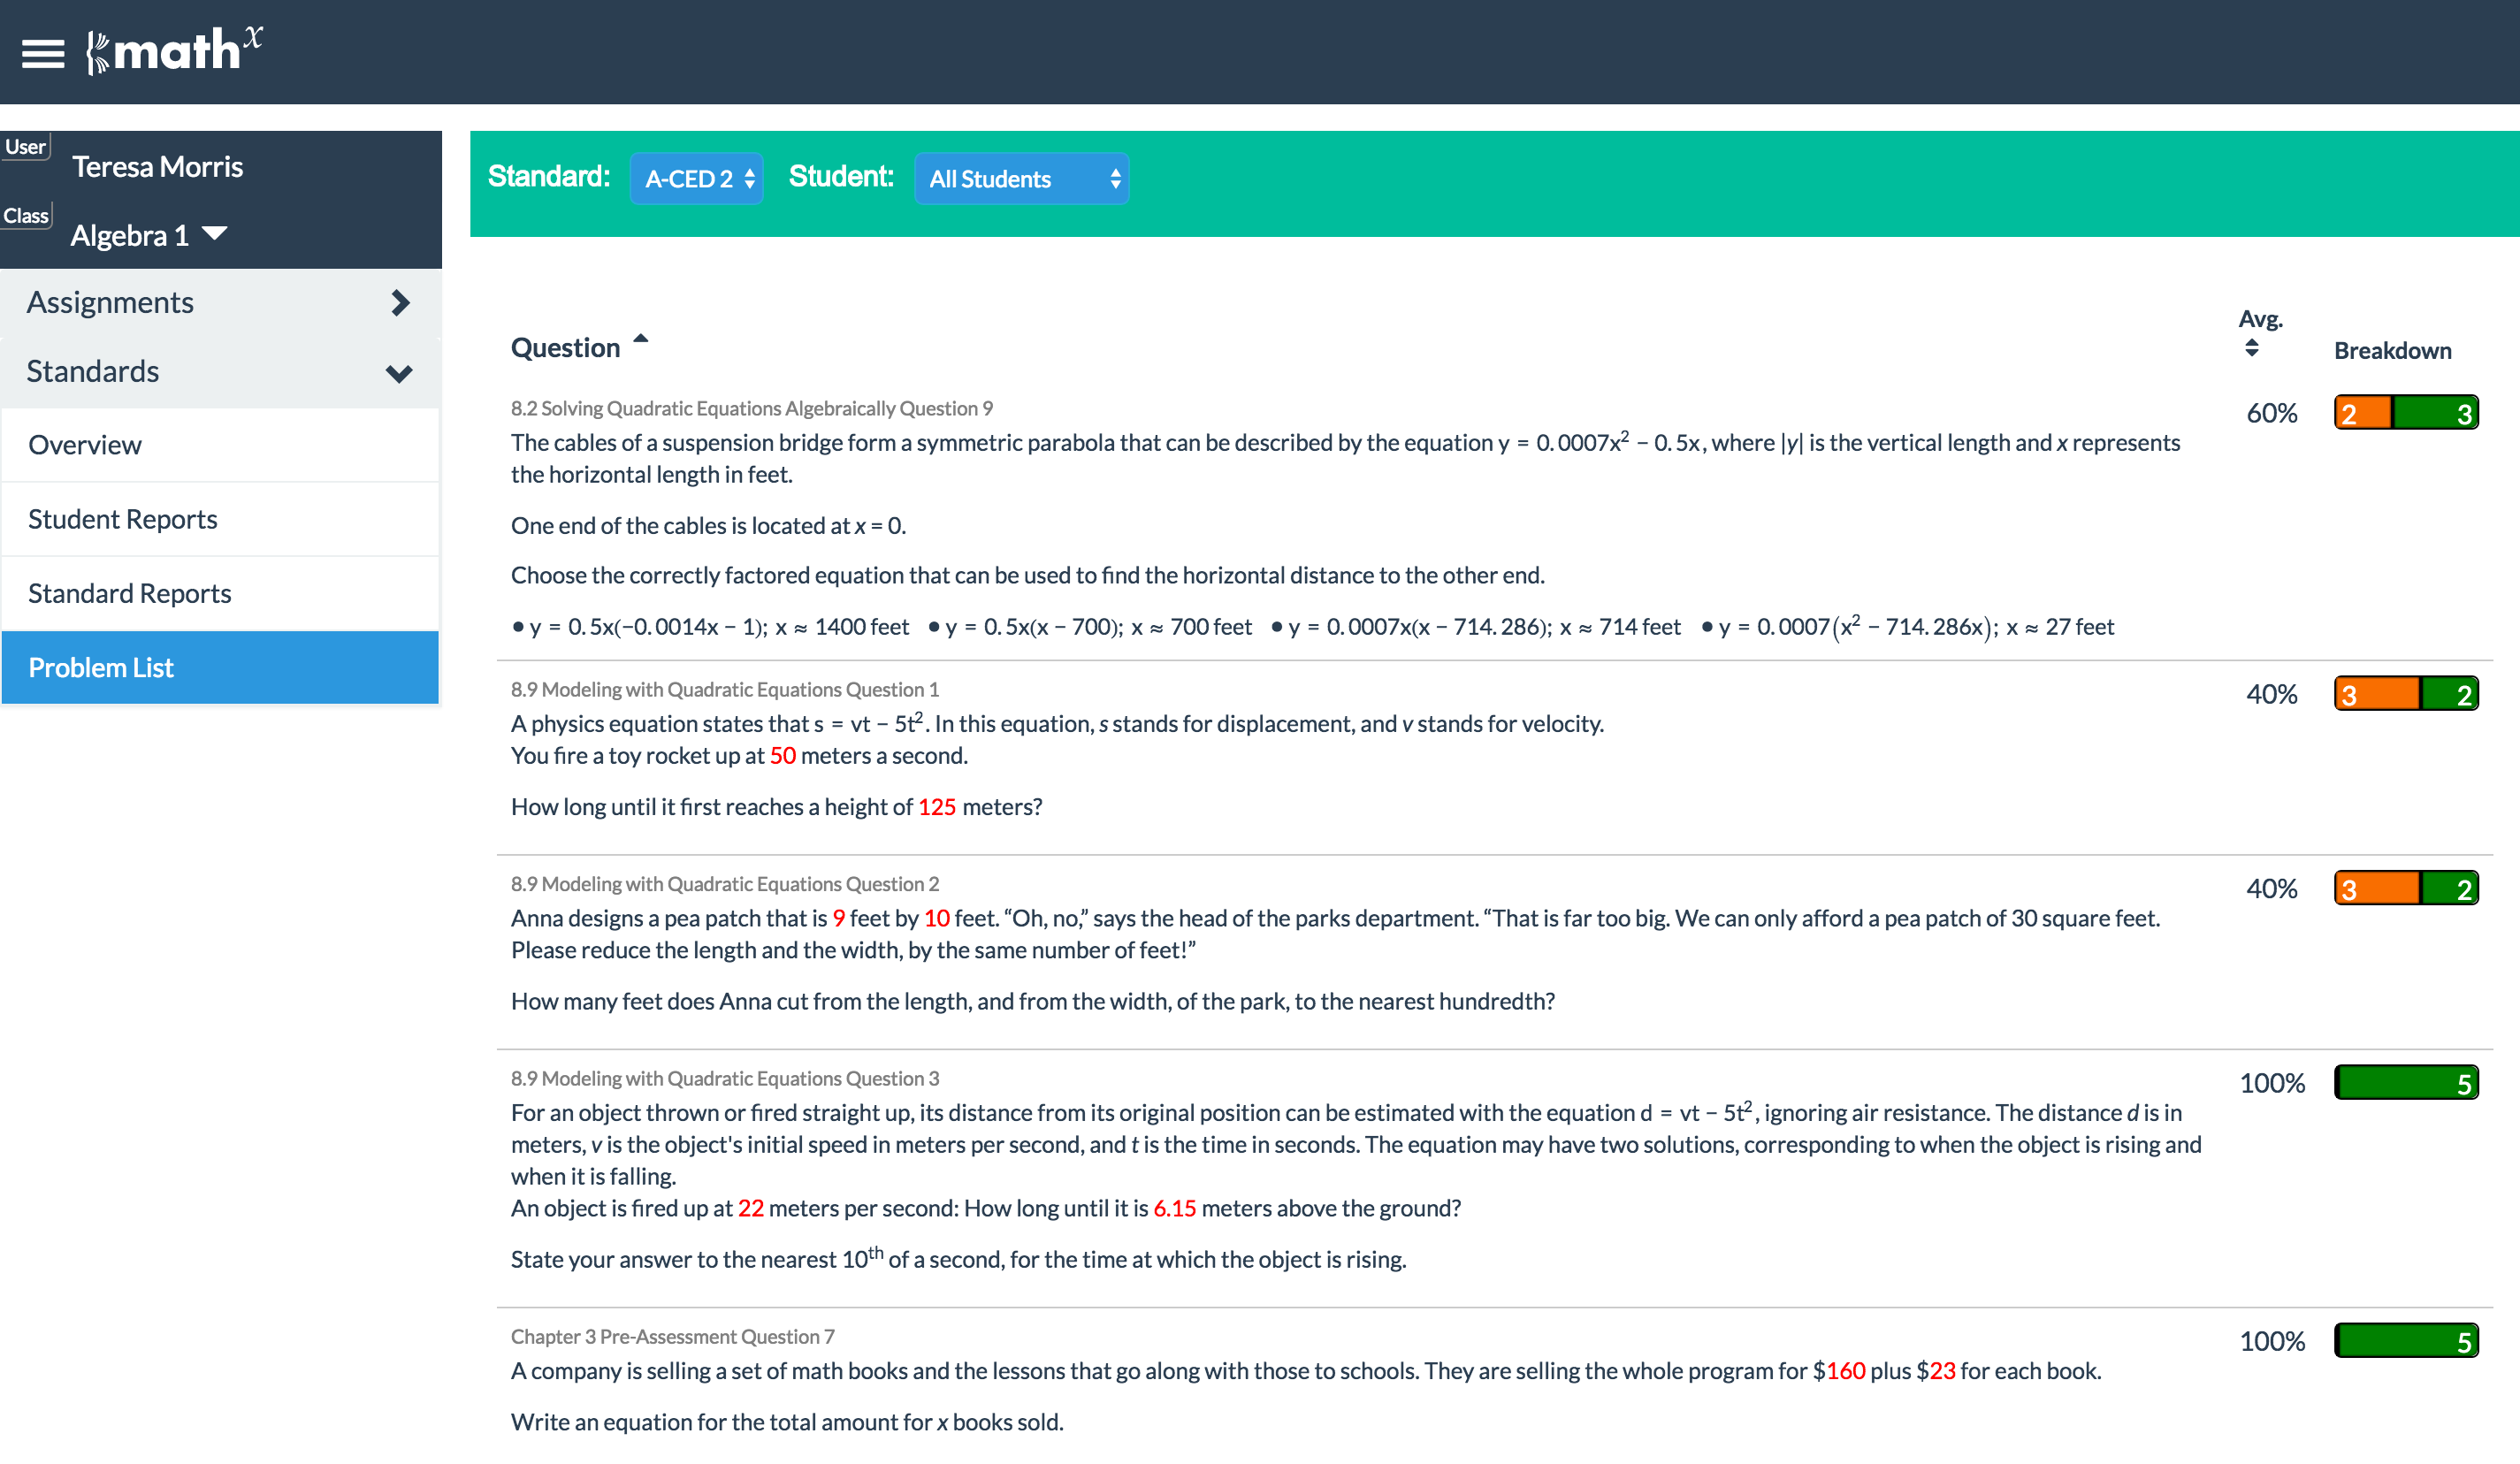 math x
User
Teresa Morris
Class
Algebra 1
Assignments
Standards
Overview
Student Reports
Standard Reports
Problem List
Standard: A-CED 2 Student: All Students
Question Avg. Breakdown
8.2 Solving Quadratic Equations Algebraically Question 9
60% 2 3
The cables of a suspension bridge form a symmetric parabola that can be described by the equation y = 0.0007x² − 0.5x, where |y| is the vertical length and x represents
the horizontal length in feet.
One end of the cables is located at x = 0.
Choose the correctly factored equation that can be used to find the horizontal distance to the other end.
● y = 0.5x(−0.0014x − 1); x ≈ 1400 feet ● y = 0.5x(x − 700); x ≈ 700 feet ● y = 0.0007x(x − 714.286); x ≈ 714 feet ● y = 0.0007(x² − 714.286x); x ≈ 27 feet
8.9 Modeling with Quadratic Equations Question 1
40% 3 2
A physics equation states that s = vt − 5t². In this equation, s stands for displacement, and v stands for velocity.
You fire a toy rocket up at 50 meters a second.
How long until it first reaches a height of 125 meters?
8.9 Modeling with Quadratic Equations Question 2
40% 3 2
Anna designs a pea patch that is 9 feet by 10 feet. “Oh, no,” says the head of the parks department. “That is far too big. We can only afford a pea patch of 30 square feet.
Please reduce the length and the width, by the same number of feet!”
How many feet does Anna cut from the length, and from the width, of the park, to the nearest hundredth?
8.9 Modeling with Quadratic Equations Question 3
100% 5
For an object thrown or fired straight up, its distance from its original position can be estimated with the equation d = vt − 5t², ignoring air resistance. The distance d is in
meters, v is the object's initial speed in meters per second, and t is the time in seconds. The equation may have two solutions, corresponding to when the object is rising and
when it is falling.
An object is fired up at 22 meters per second: How long until it is 6.15 meters above the ground?
State your answer to the nearest 10th of a second, for the time at which the object is rising.
Chapter 3 Pre-Assessment Question 7
100% 5
A company is selling a set of math books and the lessons that go along with those to schools. They are selling the whole program for $160 plus $23 for each book.
Write an equation for the total amount for x books sold.